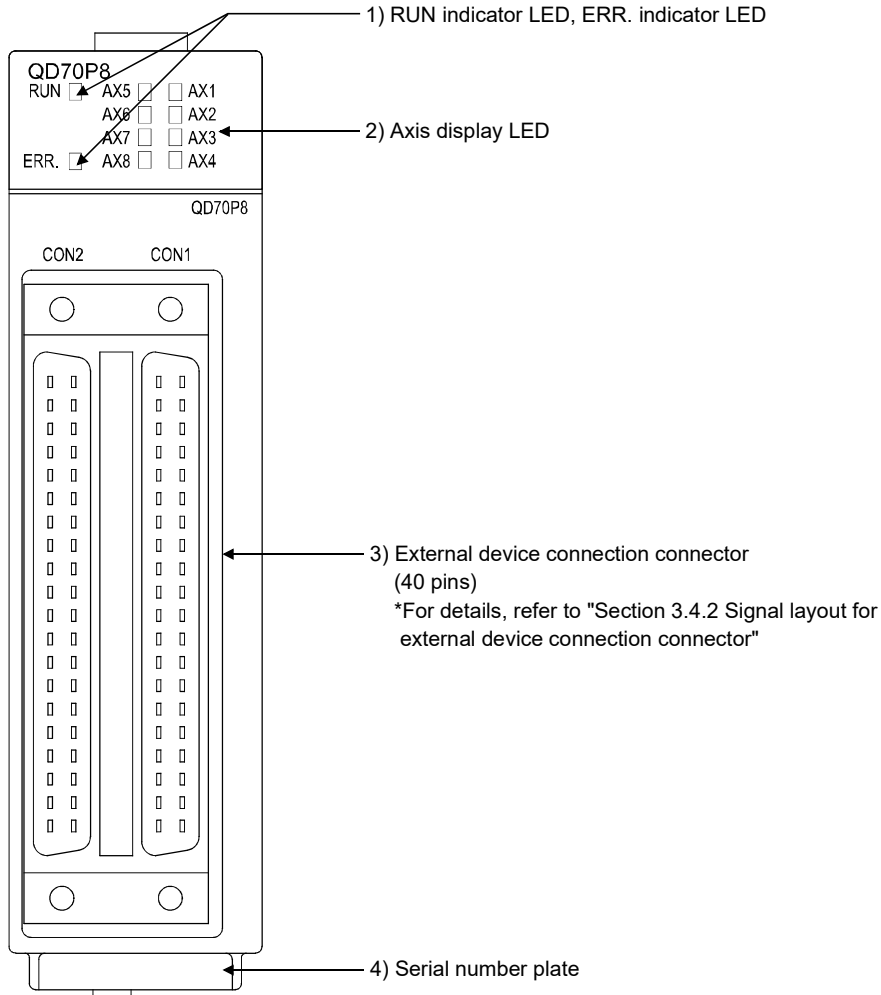 1) RUN indicator LED, ERR. indicator LED
QD70P8
RUN AX5 AX1
AX6 AX2
AX7 AX3
ERR. AX8 AX4
2) Axis display LED
QD70P8
CON2 CON1
3) External device connection connector
(40 pins)
*For details, refer to "Section 3.4.2 Signal layout for
external device connection connector"
4) Serial number plate